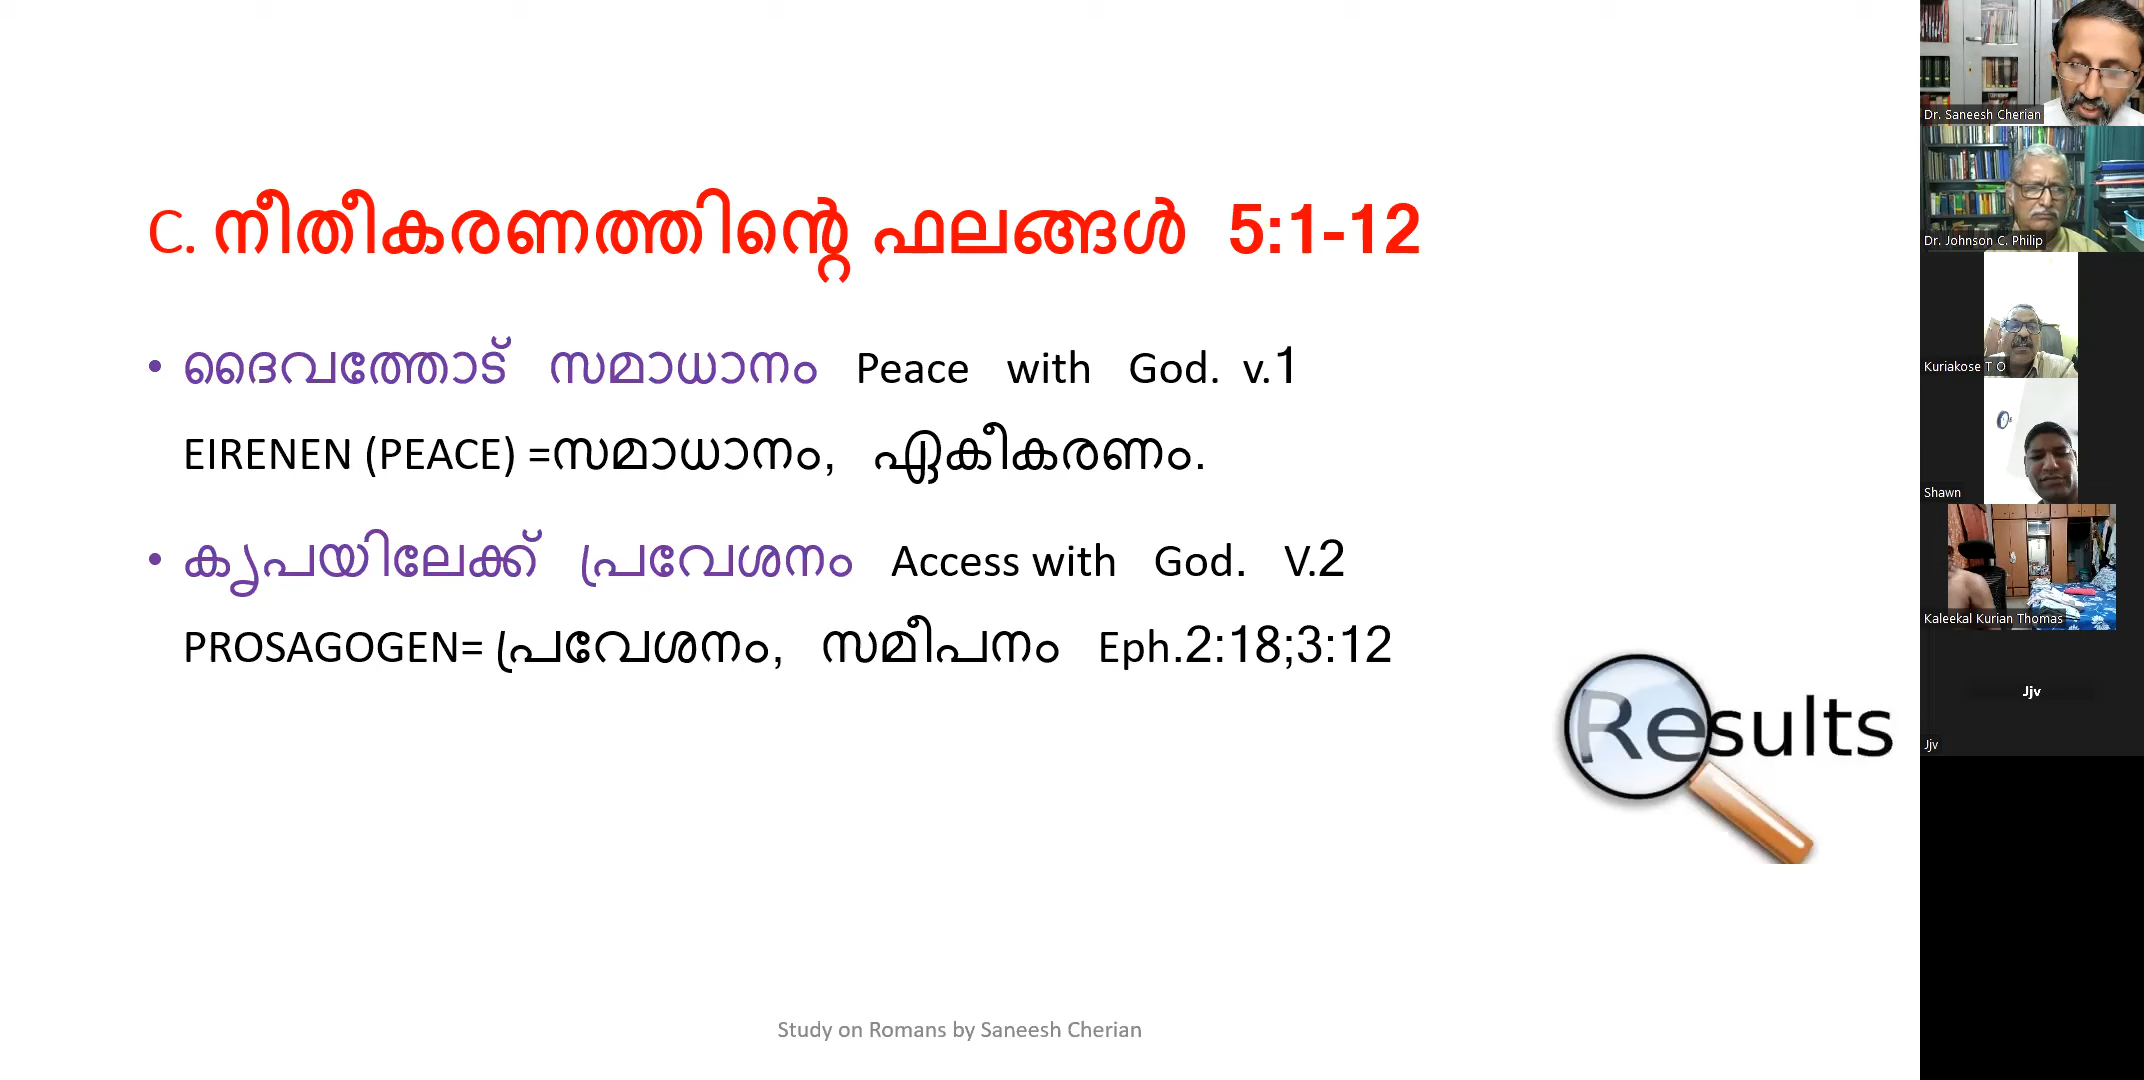 C. നീതീകരണത്തിന്റെ ഫലങ്ങൾ 5:1-12
• ദൈവത്തോട് സമാധാനം Peace with God. v.1
EIRENEN (PEACE) =സമാധാനം, ഏകീകരണം.
• കൃപയിലേക്ക് പ്രവേശനം Access with God. V.2
PROSAGOGEN= പ്രവേശനം, സമീപനം Eph.2:18;3:12
Results
Study on Romans by Saneesh Cherian
Dr. Saneesh Cherian
Dr. Johnson C. Philip
Kuriakose T O
Shawn
Kaleekal Kurian Thomas
Jjv
Jjv